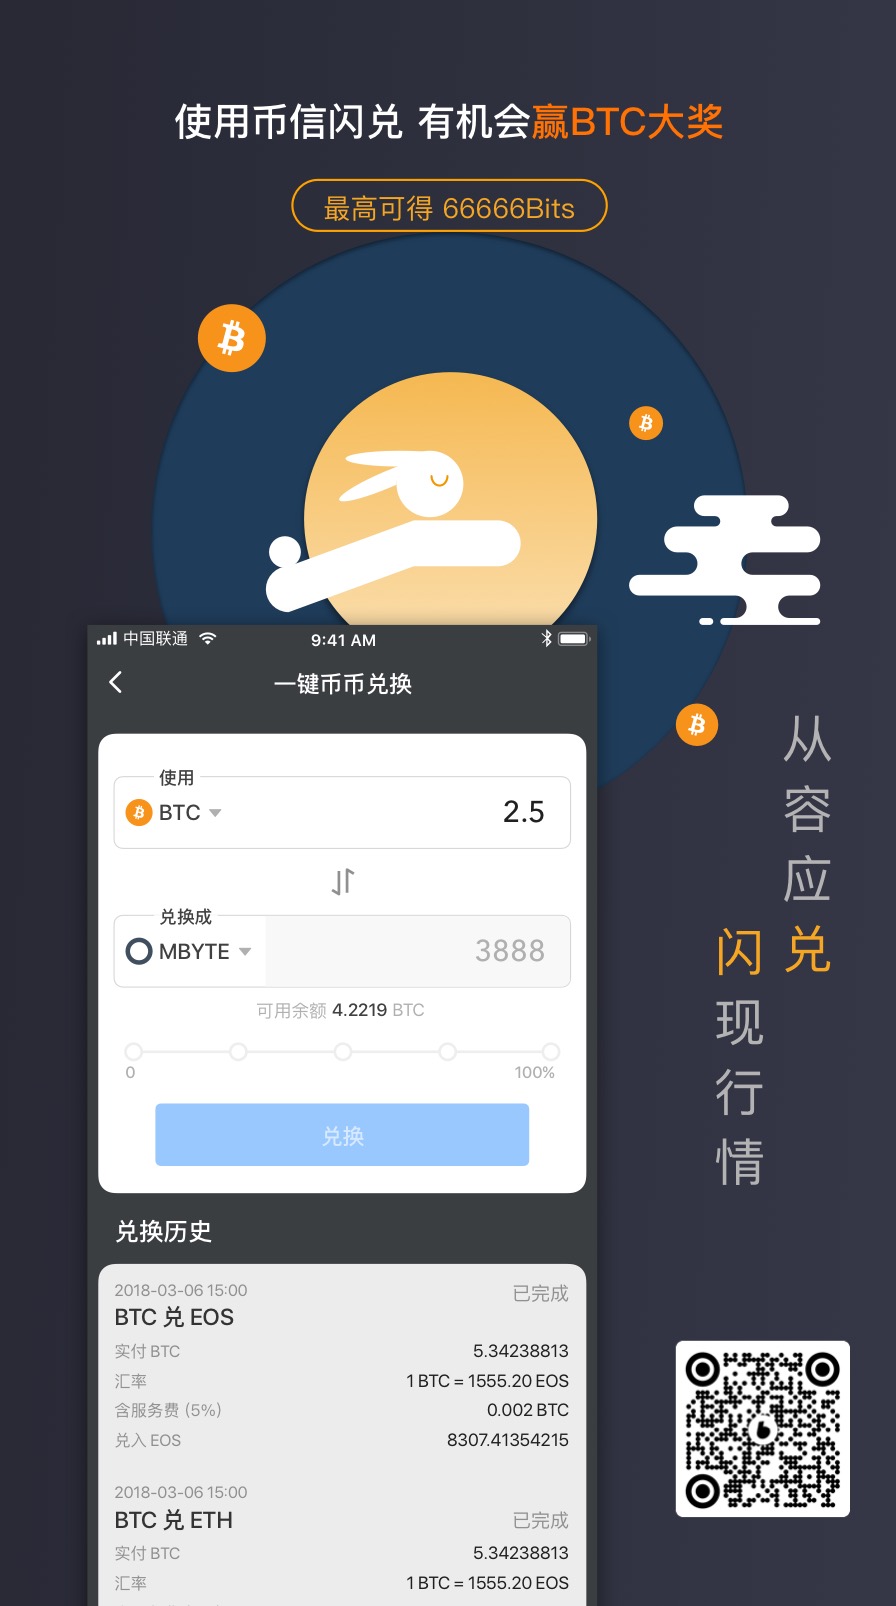 使用币信闪兑 有机会赢BTC大奖
最高可得 66666Bits
中国联通
9:41 AM
一键币币兑换
使用
BTC
2.5
兑换成
MBYTE
3888
可用余额 4.2219 BTC
0
100%
兑换
从容应兑
闪现行情
兑换历史
2018-03-06 15:00
已完成
BTC 兑 EOS
实付 BTC
5.34238813
汇率
1 BTC = 1555.20 EOS
含服务费 (5%)
0.002 BTC
兑入 EOS
8307.41354215
2018-03-06 15:00
BTC 兑 ETH
已完成
实付 BTC
5.34238813
汇率
1 BTC = 1555.20 EOS